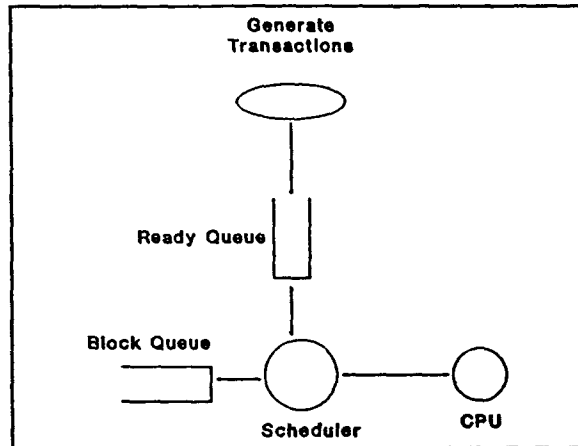 Generate
Transactions
Ready Queue
Block Queue
Scheduler
CPU